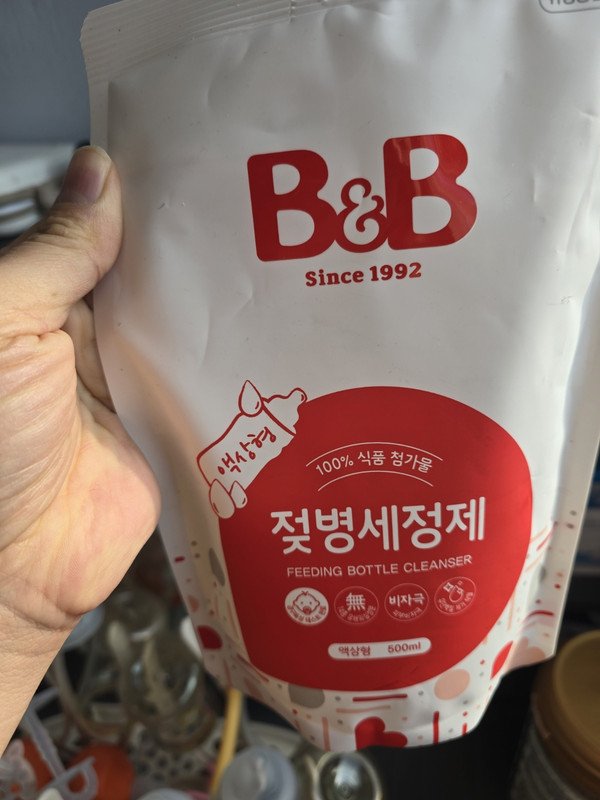 B&B
Since 1992
액상형
100% 식품 첨가물
젖병세정제
FEEDING BOTTLE CLEANSER
無
비자극
액상형 500ml